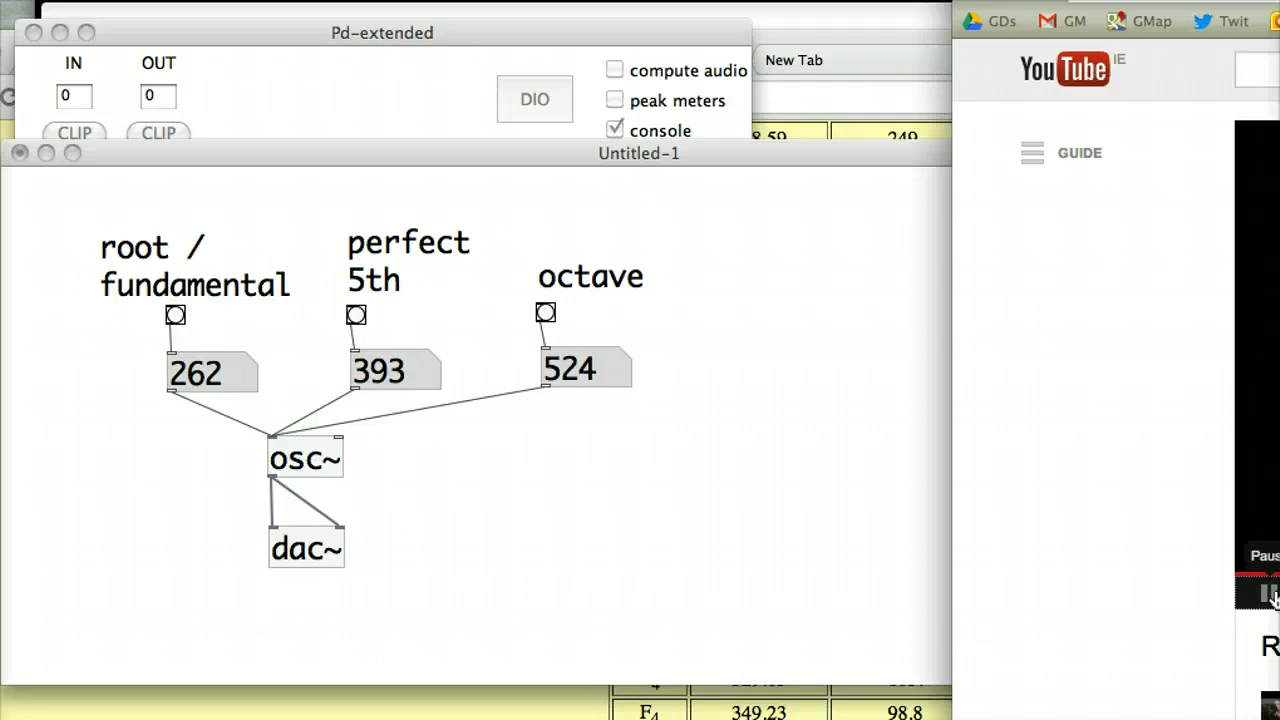 Pd-extended
IN
OUT
0
0
CLIP
CLIP
DIO
compute audio
peak meters
console
New Tab
GDs
GM
GMap
Twit
YouTube IE
GUIDE
249
Untitled-1
root /
fundamental
perfect
5th
octave
262
393
524
osc~
dac~
Paus
R
F4
349.23
98.8